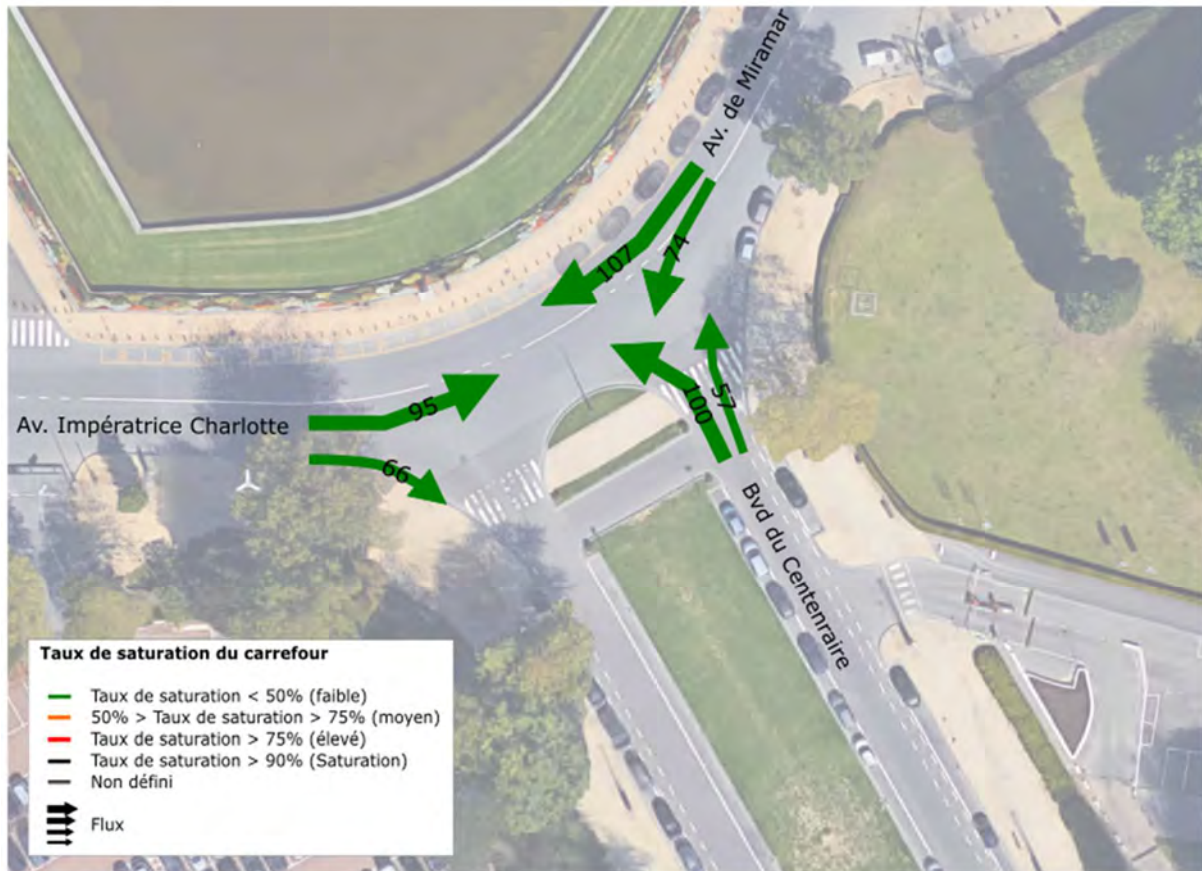 Av. de Miramar
107
74
95
66
100
57
Av. Impératrice Charlotte
Bvd du Centenraire
Taux de saturation du carrefour
Taux de saturation < 50% (faible)
50% > Taux de saturation > 75% (moyen)
Taux de saturation > 75% (élevé)
Taux de saturation > 90% (Saturation)
Non défini
Flux